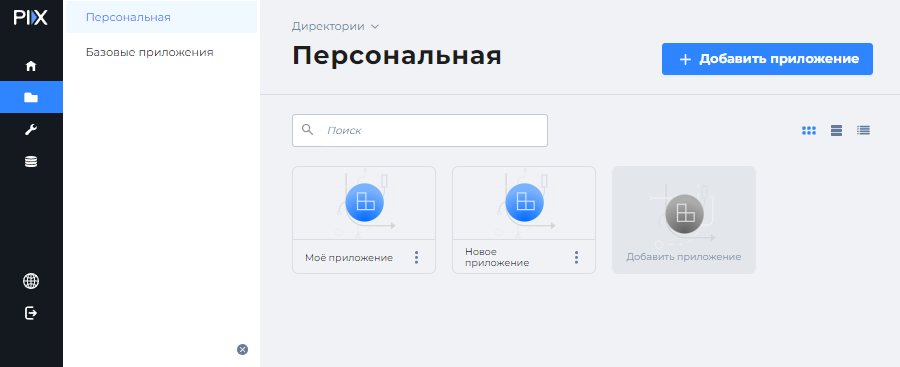 PIX
Персональная
Базовые приложения
Директории
Персональная
Добавить приложение
Поиск
Моё приложение
Новое
приложение
Добавить приложение